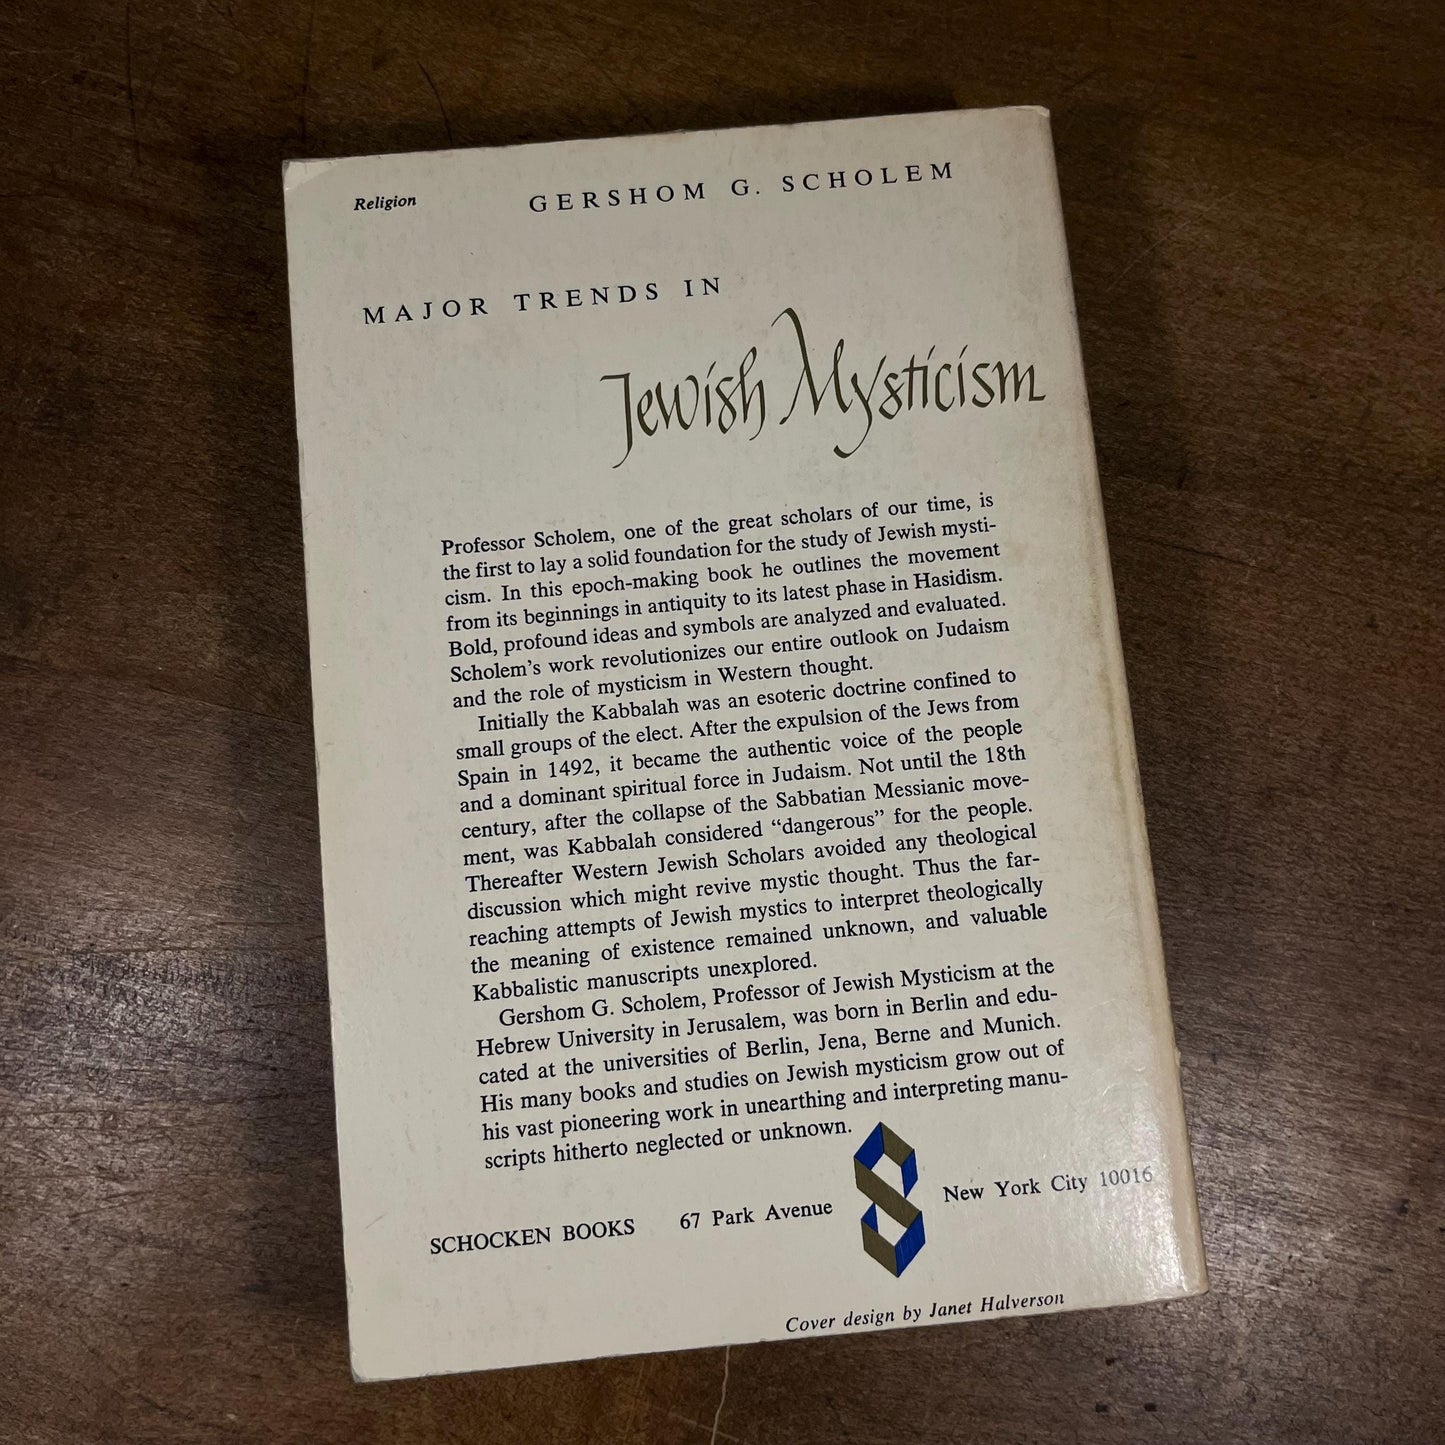 Religion GERSHOM G. SCHOLEM
MAJOR TRENDS IN
Jewish Mysticism
Professor Scholem, one of the great scholars of our time, is
the first to lay a solid foundation for the study of Jewish mysti-
cism. In this epoch-making book he outlines the movement
from its beginnings in antiquity to its latest phase in Hasidism.
Bold, profound ideas and symbols are analyzed and evaluated.
Scholem's work revolutionizes our entire outlook on Judaism
and the role of mysticism in Western thought.
Initially the Kabbalah was an esoteric doctrine confined to
small groups of the elect. After the expulsion of the Jews from
Spain in 1492, it became the authentic voice of the people
and a dominant spiritual force in Judaism. Not until the 18th
century, after the collapse of the Sabbatian Messianic move-
ment, was Kabbalah considered “dangerous” for the people.
Thereafter Western Jewish Scholars avoided any theological
discussion which might revive mystic thought. Thus the far-
reaching attempts of Jewish mystics to interpret theologically
the meaning of existence remained unknown, and valuable
Kabbalistic manuscripts unexplored.
Gershom G. Scholem, Professor of Jewish Mysticism at the
Hebrew University in Jerusalem, was born in Berlin and edu-
cated at the universities of Berlin, Jena, Berne and Munich.
His many books and studies on Jewish mysticism grow out of
his vast pioneering work in unearthing and interpreting manu-
scripts hitherto neglected or unknown.
SCHOCKEN BOOKS 67 Park Avenue New York City 10016
Cover design by Janet Halverson